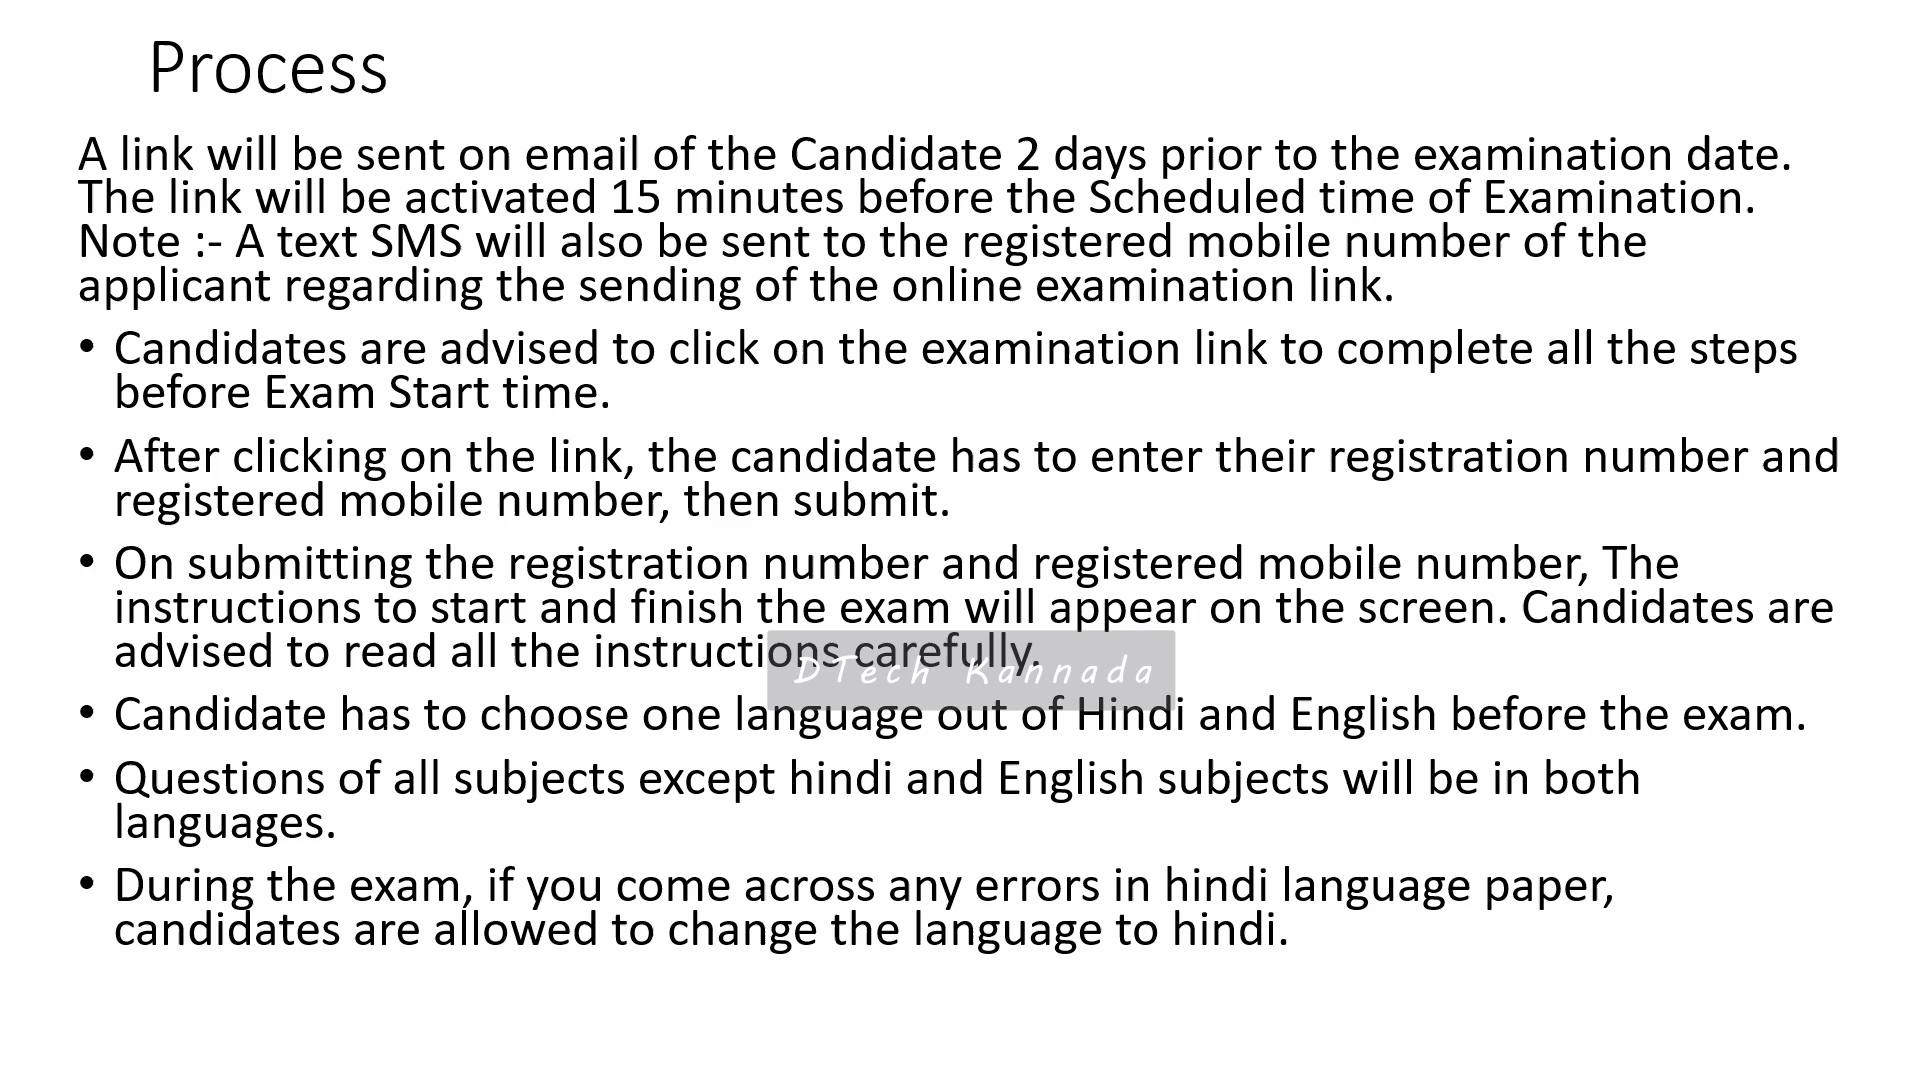 Process
A link will be sent on email of the Candidate 2 days prior to the examination date.
The link will be activated 15 minutes before the Scheduled time of Examination.
Note :- A text SMS will also be sent to the registered mobile number of the
applicant regarding the sending of the online examination link.
• Candidates are advised to click on the examination link to complete all the steps
before Exam Start time.
• After clicking on the link, the candidate has to enter their registration number and
registered mobile number, then submit.
• On submitting the registration number and registered mobile number, The
instructions to start and finish the exam will appear on the screen. Candidates are
advised to read all the instructions carefully.
DTech Kannada
• Candidate has to choose one language out of Hindi and English before the exam.
• Questions of all subjects except hindi and English subjects will be in both
languages.
• During the exam, if you come across any errors in hindi language paper,
candidates are allowed to change the language to hindi.